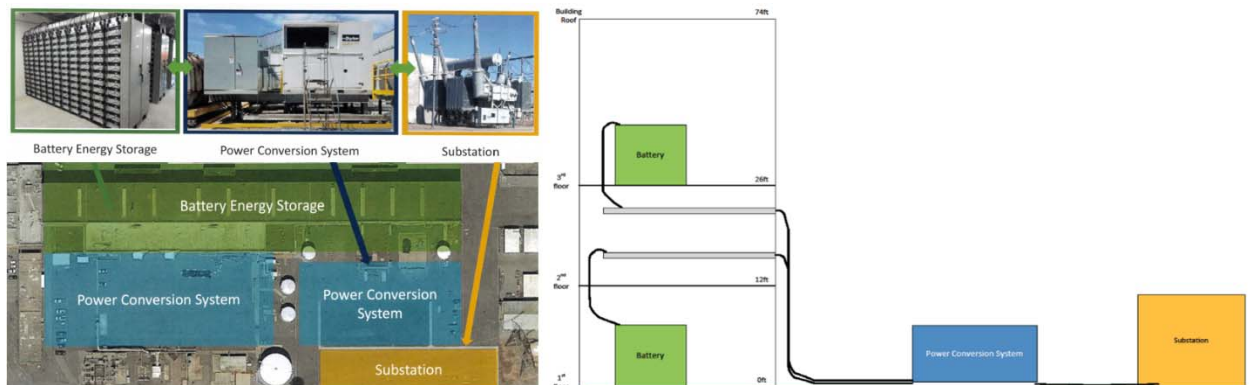 Battery Energy Storage
Power Conversion System
Substation
Battery Energy Storage
Power Conversion System
Power Conversion
System
Substation
Building
Roof
74ft
Battery
3rd
floor
26ft
2nd
floor
12ft
Battery
1st
0ft
Power Conversion System
Substation